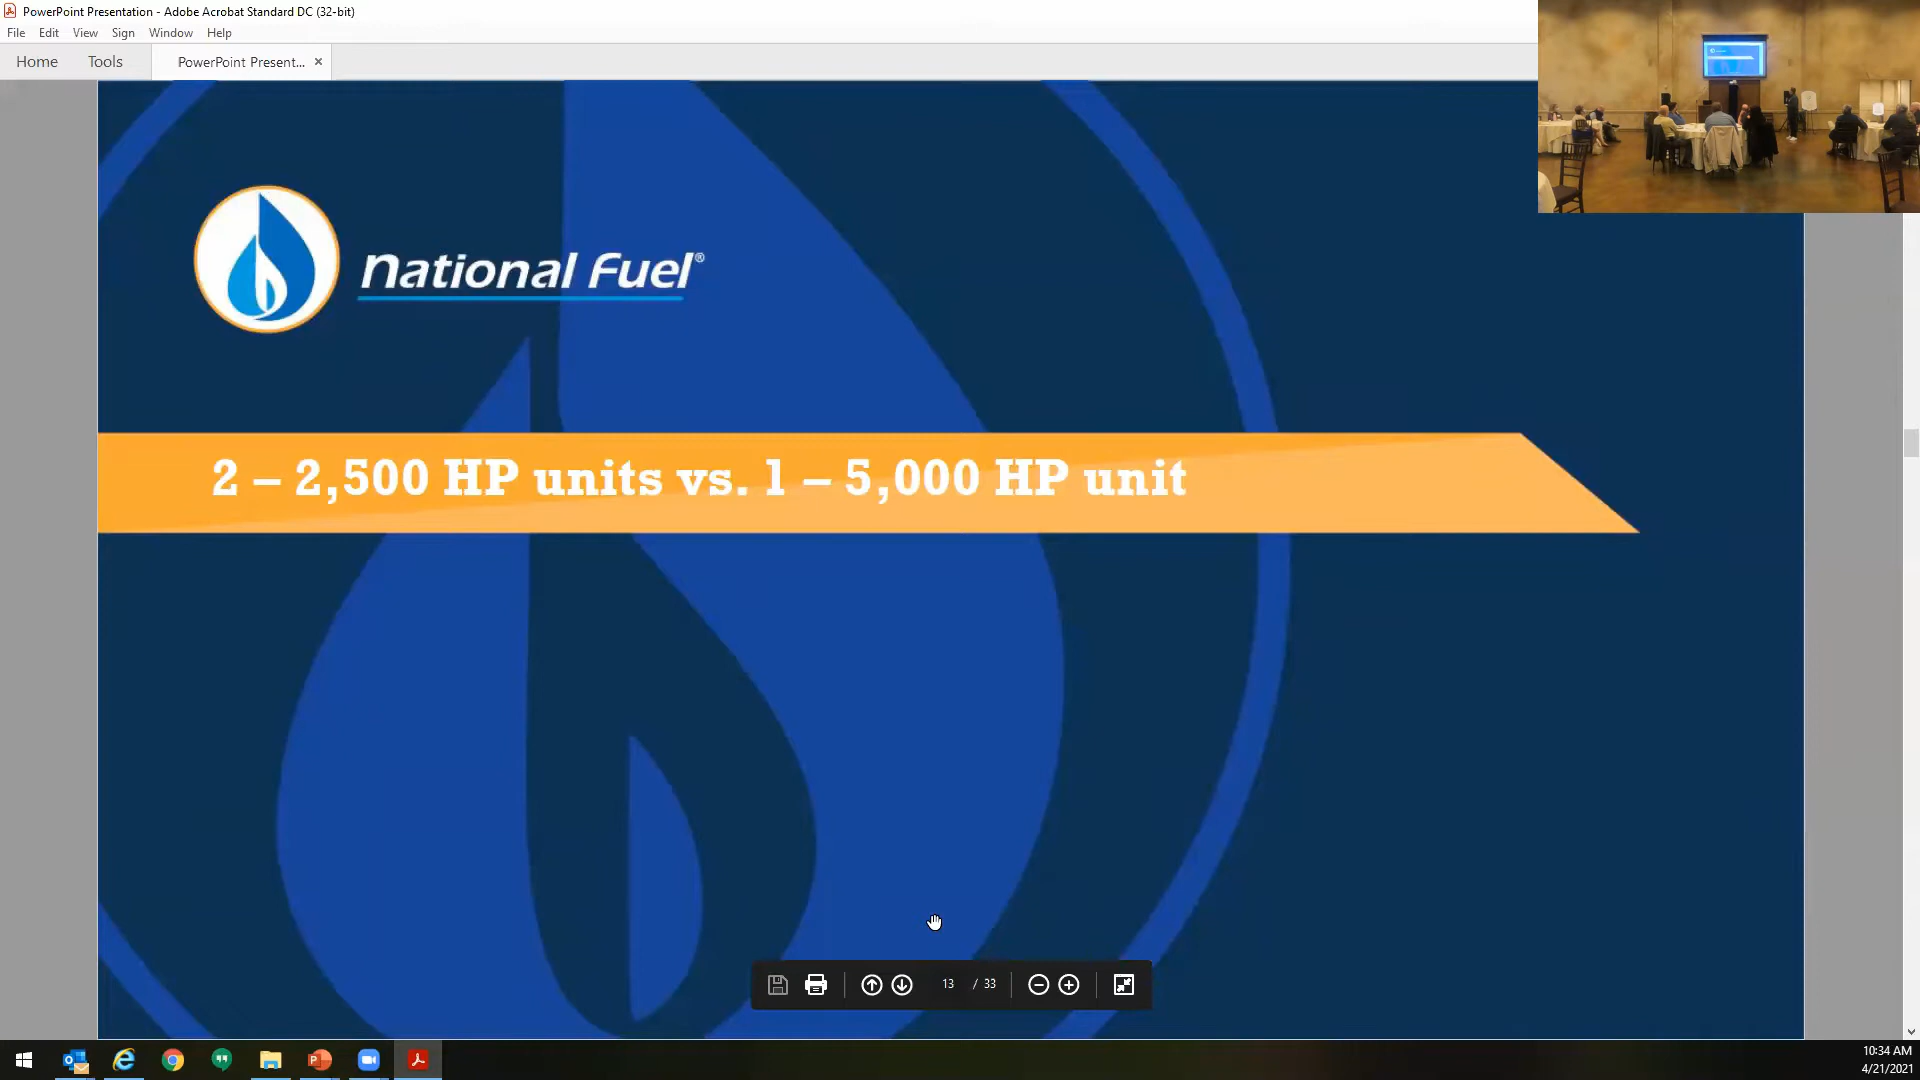 PowerPoint Presentation - Adobe Acrobat Standard DC (32-bit)
File Edit View Sign Window Help
Home Tools PowerPoint Present... ×
national Fuel®
2 – 2,500 HP units vs. 1 – 5,000 HP unit
13 / 33
10:34 AM
4/21/2021